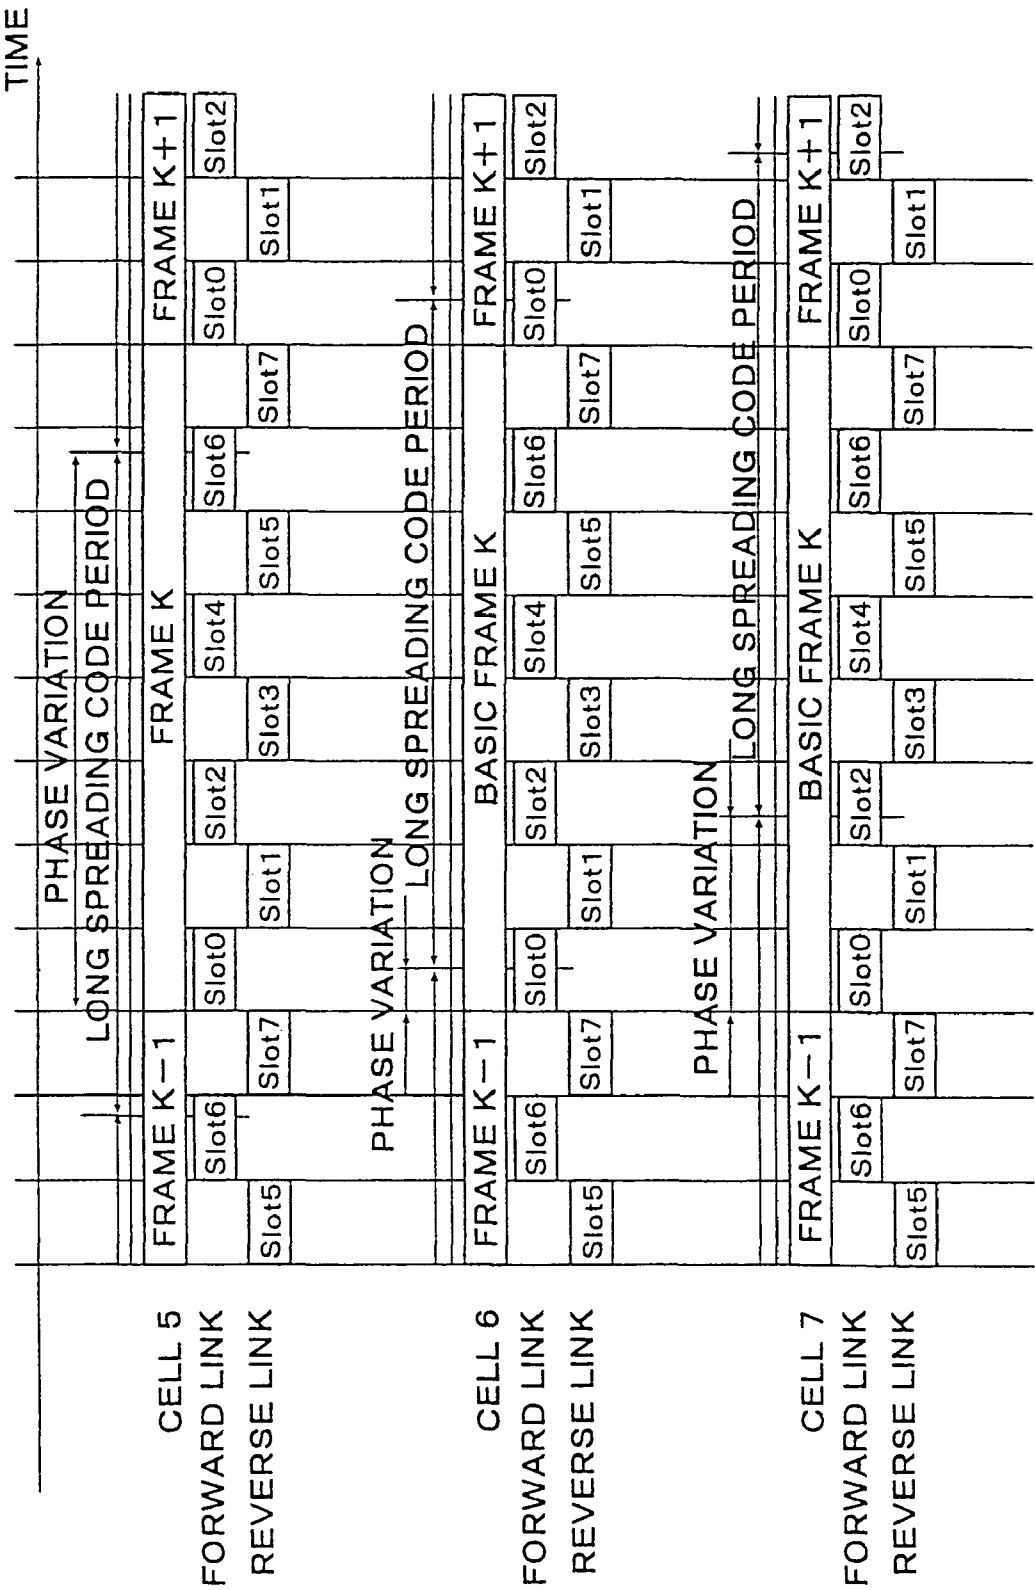 TIME
PHASE VARIATION
LONG SPREADING CODE PERIOD
CELL 5
FRAME K-1
FRAME K
FRAME K+1
FORWARD LINK
Slot6
Slot0
Slot2
Slot4
Slot6
Slot0
Slot2
REVERSE LINK
Slot5
Slot7
Slot1
Slot3
Slot5
Slot7
Slot1
PHASE VARIATION
LONG SPREADING CODE PERIOD
CELL 6
FRAME K-1
BASIC FRAME K
FRAME K+1
FORWARD LINK
Slot6
Slot0
Slot2
Slot4
Slot6
Slot0
Slot2
REVERSE LINK
Slot5
Slot7
Slot1
Slot3
Slot5
Slot7
Slot1
PHASE VARIATION
LONG SPREADING CODE PERIOD
CELL 7
FRAME K-1
BASIC FRAME K
FRAME K+1
FORWARD LINK
Slot6
Slot0
Slot2
Slot4
Slot6
Slot0
Slot2
REVERSE LINK
Slot5
Slot7
Slot1
Slot3
Slot5
Slot7
Slot1